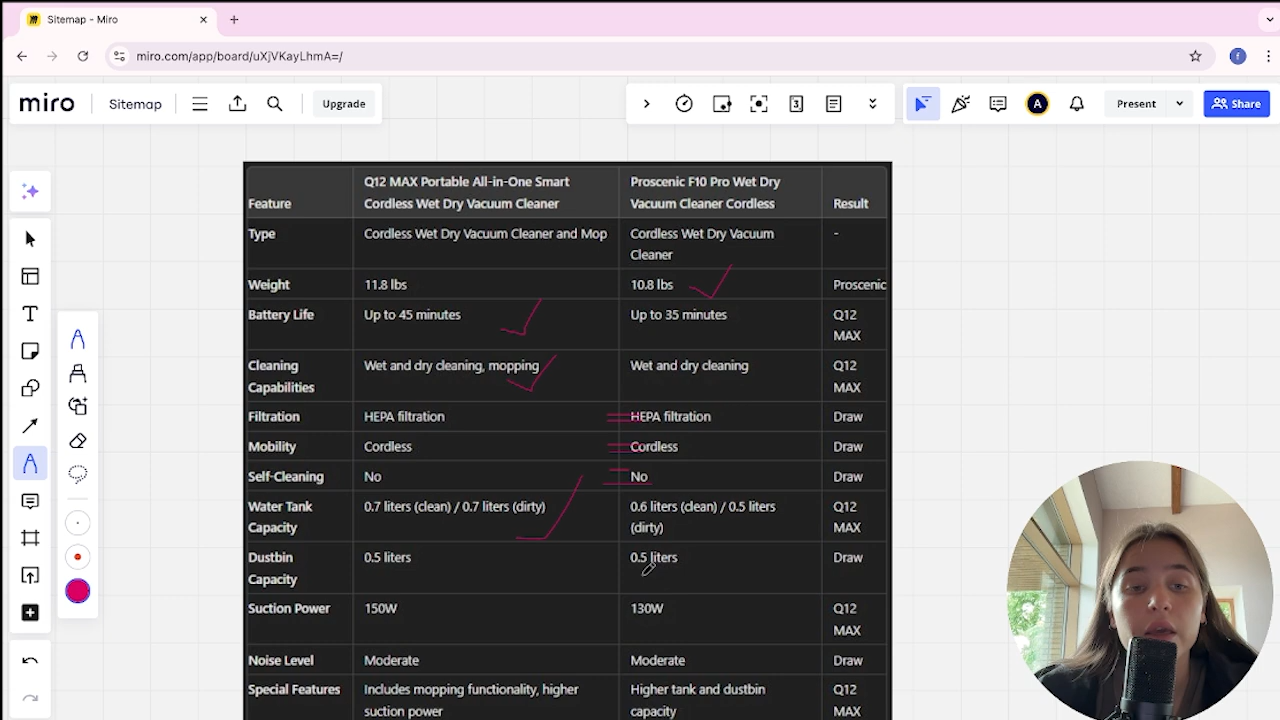 Sitemap - Miro
miro.com/app/board/uXjVKayLhmA=/
f
miro
Sitemap
Upgrade
3
A
Present
Share
Feature
Q12 MAX Portable All-in-One Smart
Cordless Wet Dry Vacuum Cleaner
Proscenic F10 Pro Wet Dry
Vacuum Cleaner Cordless
Result
Type
Cordless Wet Dry Vacuum Cleaner and Mop
Cordless Wet Dry Vacuum
Cleaner
-
Weight
11.8 lbs
10.8 lbs
Proscenic
Battery Life
Up to 45 minutes
Up to 35 minutes
Q12
MAX
Cleaning
Capabilities
Wet and dry cleaning, mopping
Wet and dry cleaning
Q12
MAX
Filtration
HEPA filtration
HEPA filtration
Draw
Mobility
Cordless
Cordless
Draw
Self-Cleaning
No
No
Draw
Water Tank
Capacity
0.7 liters (clean) / 0.7 liters (dirty)
0.6 liters (clean) / 0.5 liters
(dirty)
Q12
MAX
Dustbin
Capacity
0.5 liters
0.5 liters
Draw
Suction Power
150W
130W
Q12
MAX
Noise Level
Moderate
Moderate
Draw
Special Features
Includes mopping functionality, higher
suction power
Higher tank and dustbin
capacity
Q12
MAX